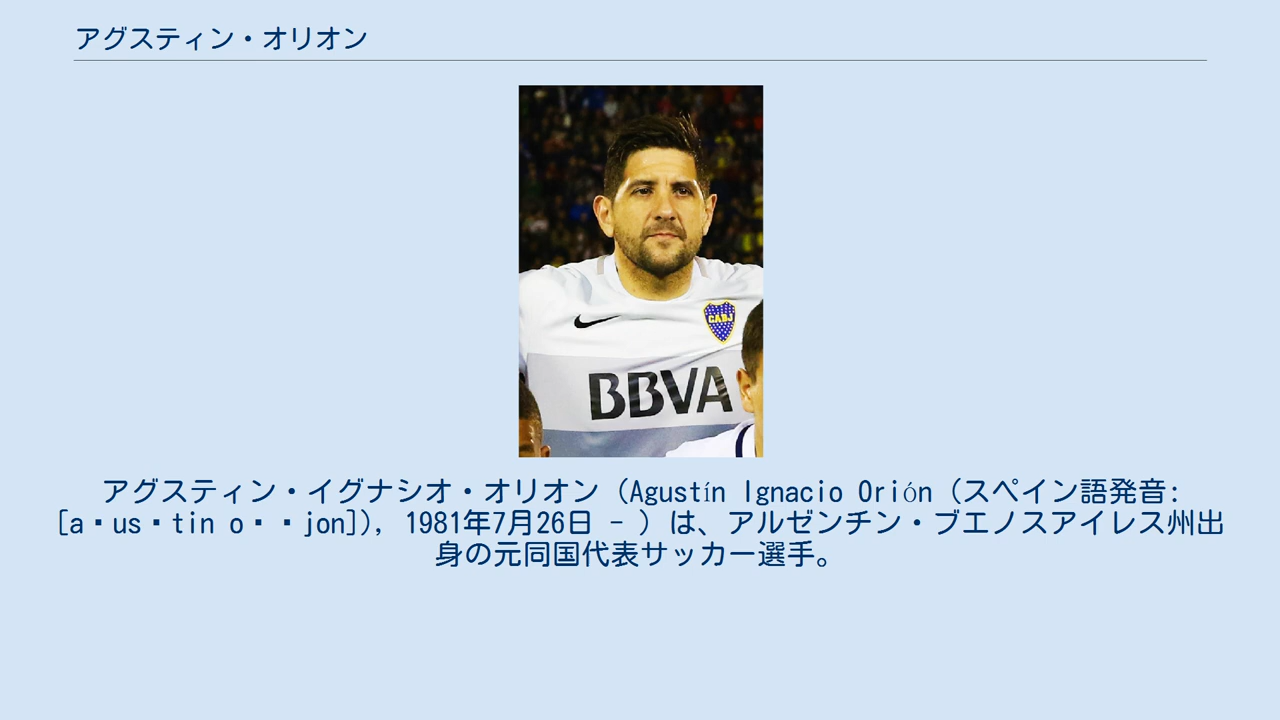 アグスティン・オリオン
CABJ
BBVA
アグスティン・イグナシオ・オリオン（Agustín Ignacio Orión（スペイン語発音:
[a▪us▪tin o▪▪jon]), 1981年7月26日 - ）は、アルゼンチン・ブエノスアイレス州出
身の元同国代表サッカー選手。